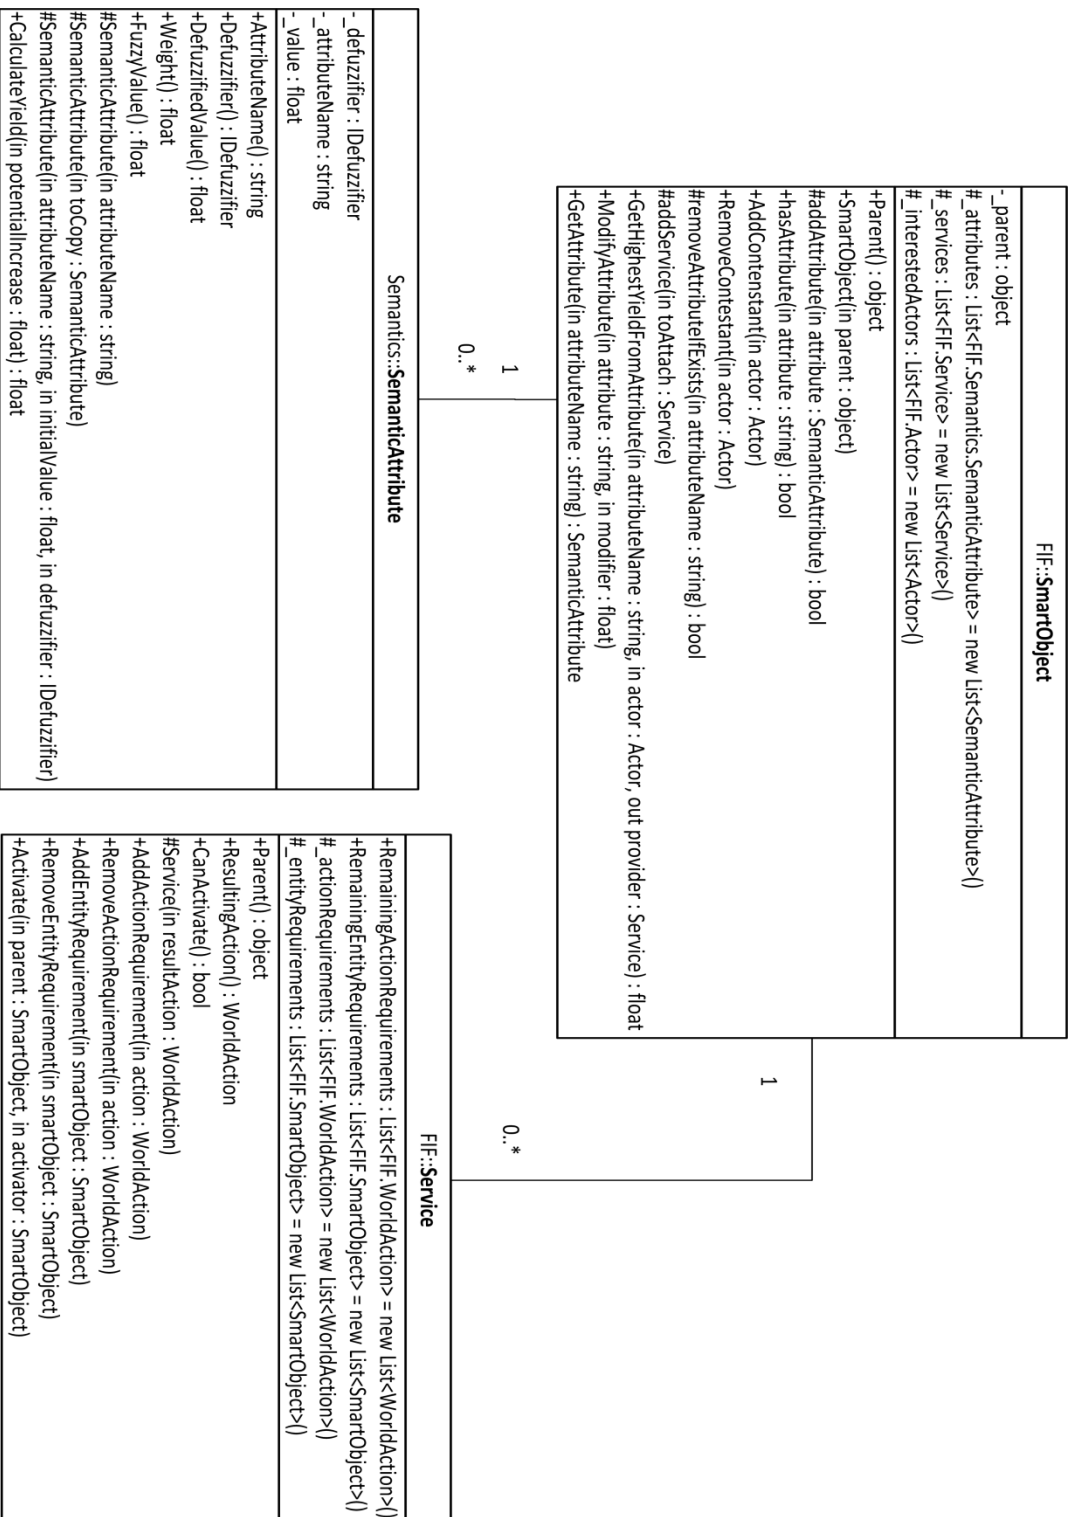 FIF::SmartObject
-_parent : object
#_attributes : List<FIF.Semantics.SemanticAttribute> = new List<SemanticAttribute>()
#_services : List<FIF.Service> = new List<Service>()
#_interestedActors : List<FIF.Actor> = new List<Actor>()
+Parent() : object
+SmartObject(in parent : object)
#addAttribute(in attribute : SemanticAttribute) : bool
+hasAttribute(in attribute : string) : bool
+AddContenstant(in actor : Actor)
+RemoveContestant(in actor : Actor)
#removeAttributeIfExists(in attributeName : string) : bool
#addService(in toAttach : Service)
+GetHighestYieldFromAttribute(in attributeName : string, in actor : Actor, out provider : Service) : float
+ModifyAttribute(in attribute : string, in modifier : float)
+GetAttribute(in attributeName : string) : SemanticAttribute
1
0..*
1
0..*
Semantics::SemanticAttribute
-_defuzzifier : IDefuzzifier
-_attributeName : string
-_value : float
+AttributeName() : string
+Defuzzifier() : IDefuzzifier
+DefuzzifiedValue() : float
+Weight() : float
+FuzzyValue() : float
#SemanticAttribute(in attributeName : string)
#SemanticAttribute(in toCopy : SemanticAttribute)
#SemanticAttribute(in attributeName : string, in initialValue : float, in defuzzifier : IDefuzzifier)
+CalculateYield(in potentialIncrease : float) : float
FIF::Service
+RemainingActionRequirements : List<FIF.WorldAction> = new List<WorldAction>()
+RemainingEntityRequirements : List<FIF.SmartObject> = new List<SmartObject>()
#_actionRequirements : List<FIF.WorldAction> = new List<WorldAction>()
#_entityRequirements : List<FIF.SmartObject> = new List<SmartObject>()
+Parent() : object
+ResultingAction() : WorldAction
+CanActivate() : bool
#Service(in resultAction : WorldAction)
+AddActionRequirement(in action : WorldAction)
+RemoveActionRequirement(in action : WorldAction)
+AddEntityRequirement(in smartObject : SmartObject)
+RemoveEntityRequirement(in smartObject : SmartObject)
+Activate(in parent : SmartObject, in activator : SmartObject)